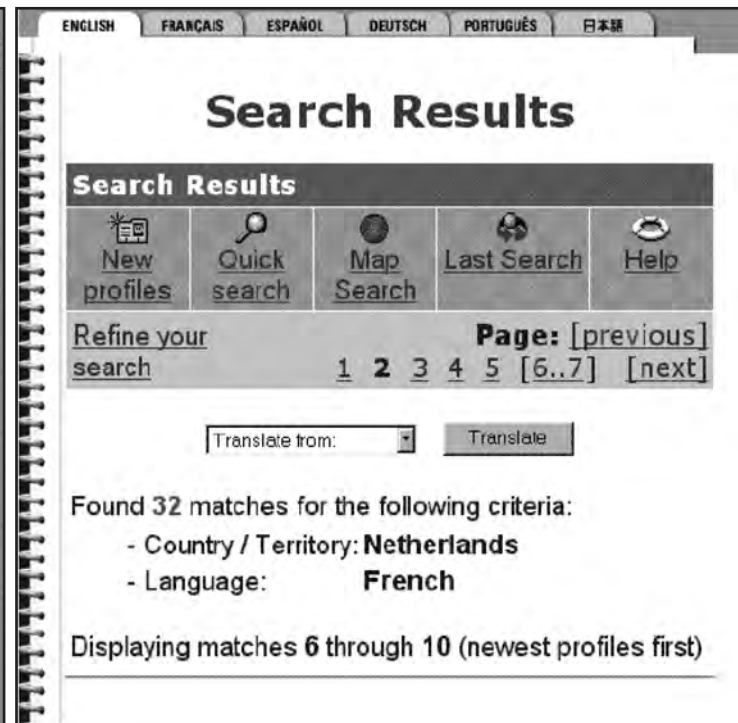 ENGLISH FRANÇAIS ESPAÑOL DEUTSCH PORTUGUÊS 日本語
Search Results
Search Results
New profiles Quick search Map Search Last Search Help
Refine your search
Page: [previous]
1 2 3 4 5 [6..7] [next]
Translate from: Translate
Found 32 matches for the following criteria:
- Country / Territory: Netherlands
- Language: French
Displaying matches 6 through 10 (newest profiles first)